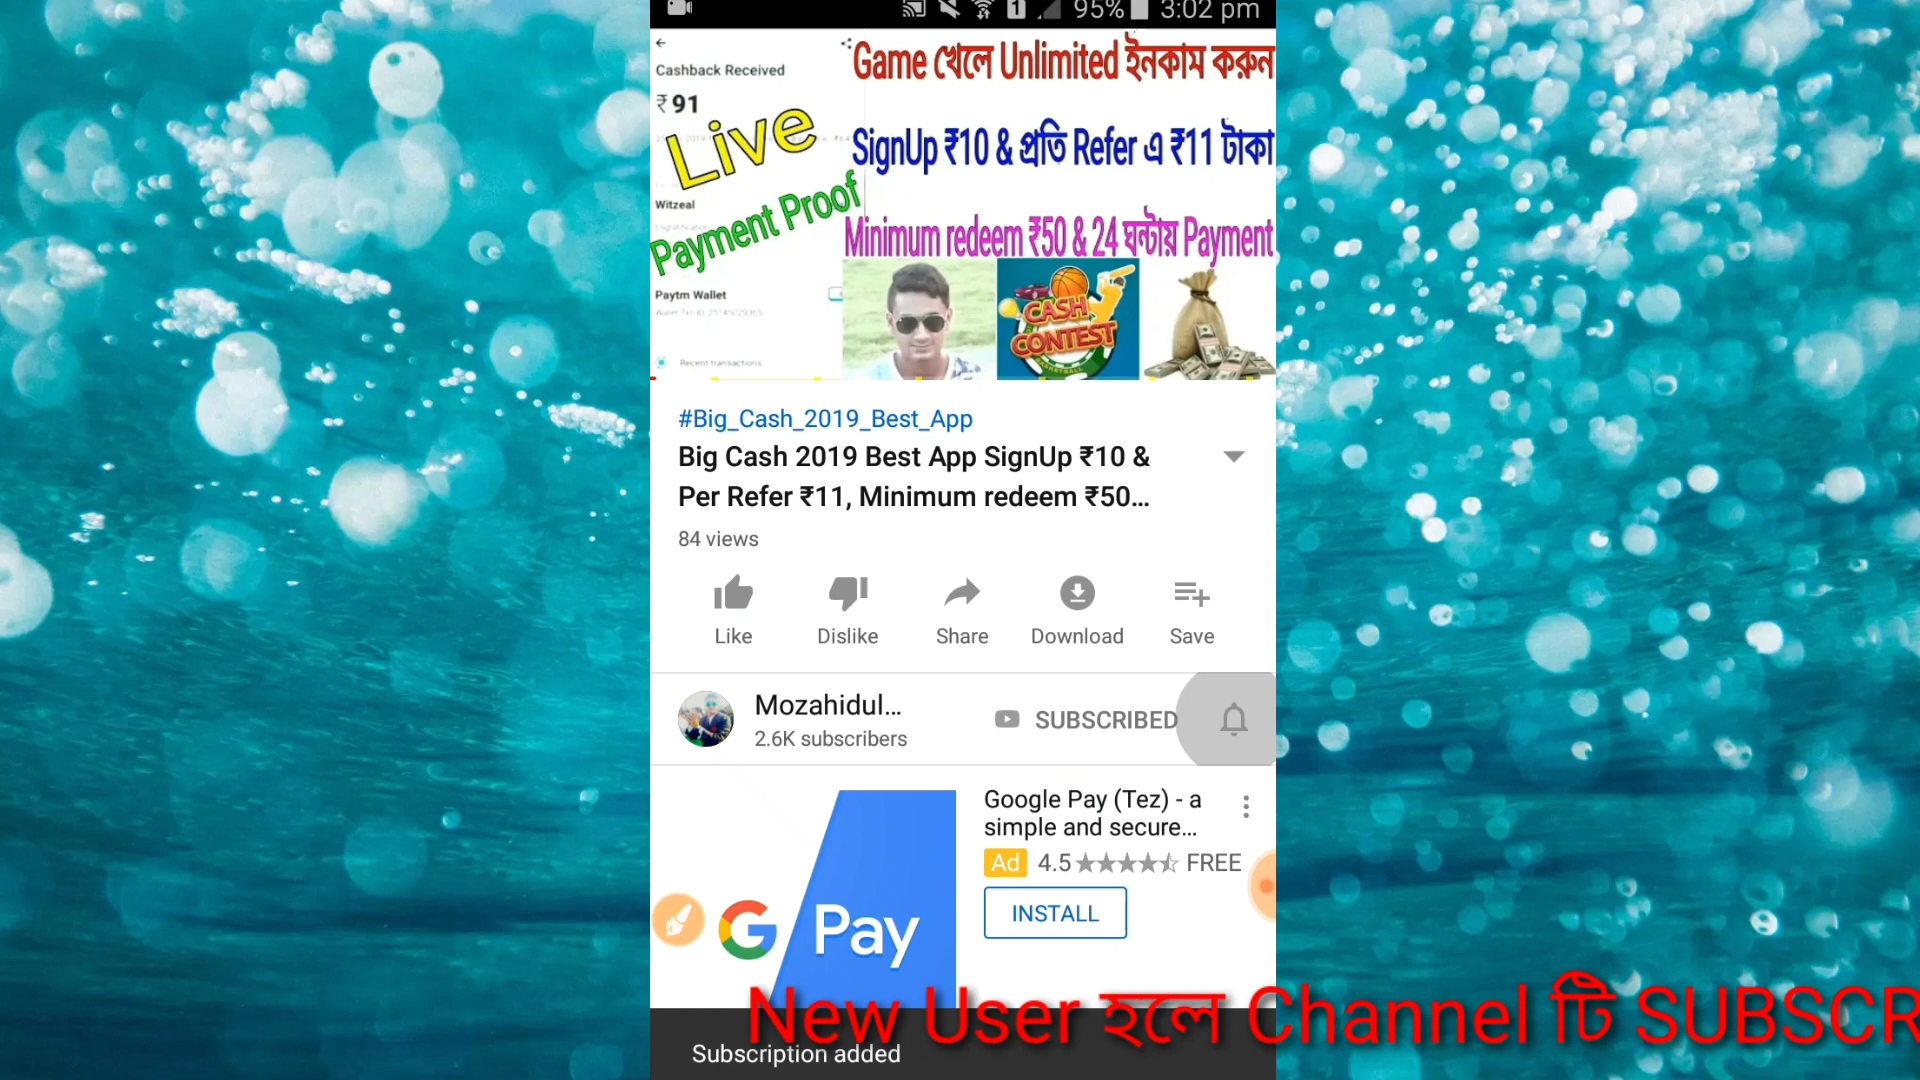 95% 3:02 pm
Cashback Received
₹91
Live
Payment Proof
Witzeal
Paytm Wallet
Recent transactions
Game খেলে Unlimited ইনকাম করুন
SignUp ₹10 & প্রতি Refer এ ₹11 টাকা
Minimum redeem ₹50 & 24 ঘন্টায় Payment
CASH
CONTEST
#Big_Cash_2019_Best_App
Big Cash 2019 Best App SignUp ₹10 &
Per Refer ₹11, Minimum redeem ₹50...
84 views
Like Dislike Share Download Save
Mozahidul...
2.6K subscribers
SUBSCRIBED
Google Pay (Tez) - a
simple and secure...
Ad 4.5 FREE
INSTALL
G Pay
New User হলে Channel টি SUBSCR
Subscription added